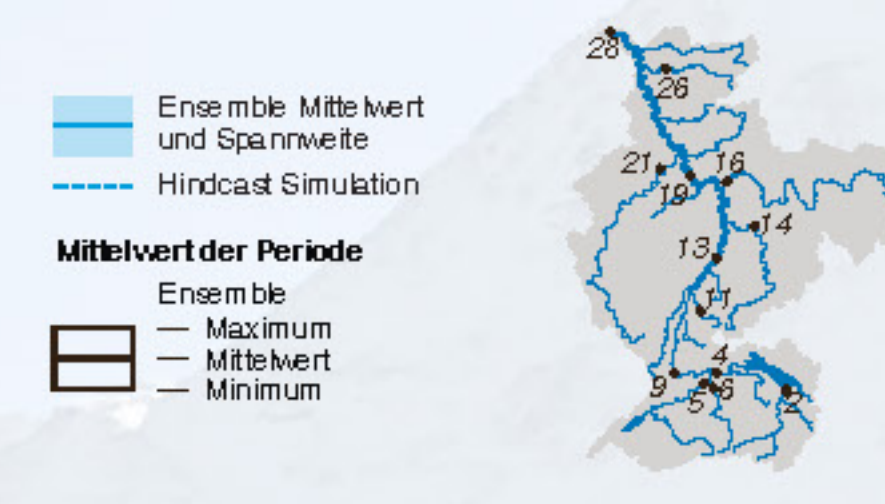 Ensemble Mittelwert
und Spannweite
Hindcast Simulation
Mittelwert der Periode
Ensemble
Maximum
Mittelwert
Minimum
28
26
21
16
19
14
13
11
4
9
5
6
2